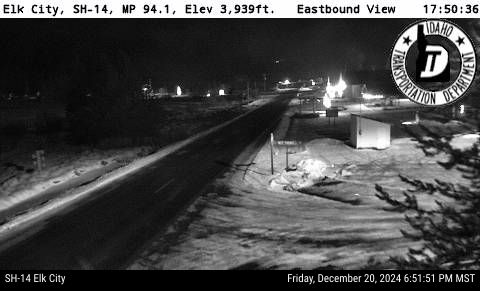 Elk City, SH-14, MP 94.1, Elev 3,939ft. Eastbound View 17:50:36
IDAHO
TRANSPORTATION DEPARTMENT
SH-14 Elk City Friday, December 20, 2024 6:51:51 PM MST